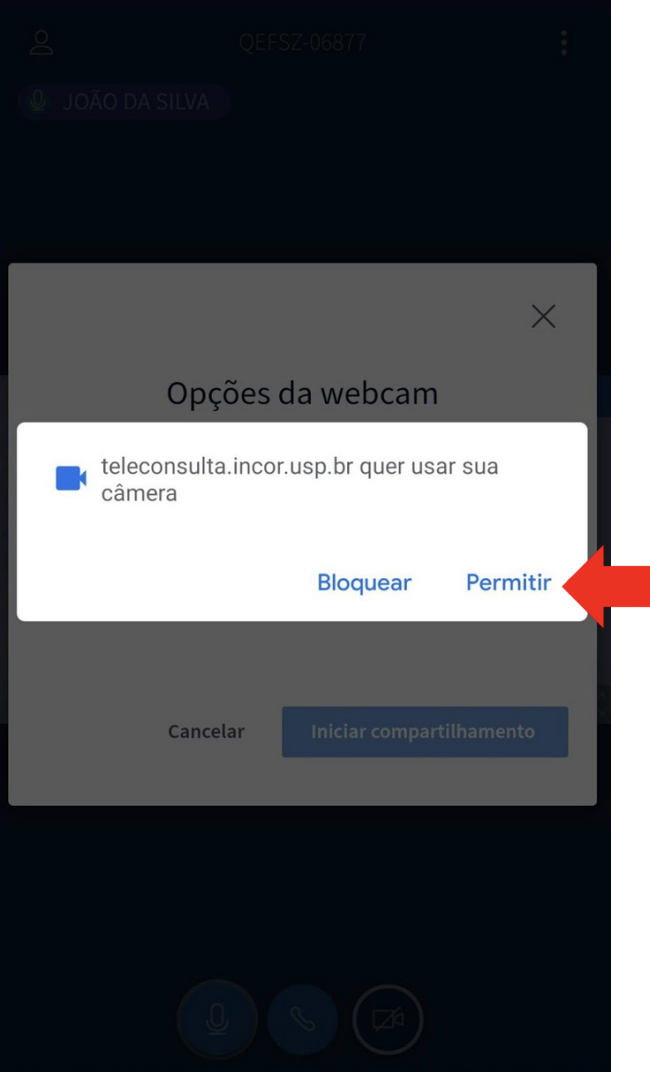 QEFSZ-06877
JOÃO DA SILVA
Opções da webcam
teleconsulta.incor.usp.br quer usar sua
câmera
Bloquear Permitir
Cancelar Iniciar compartilhamento